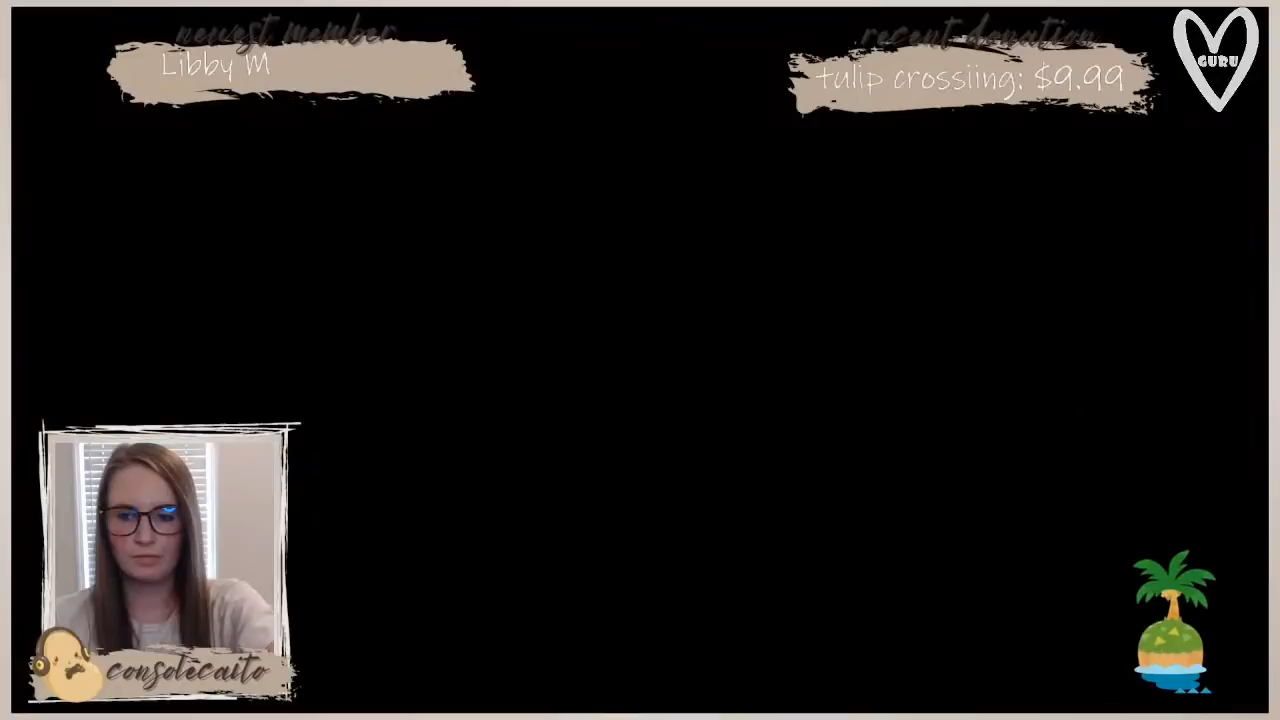 newest member
Libby M
recent donation
tulip crossiing: $9.99
GURU
consolecaito